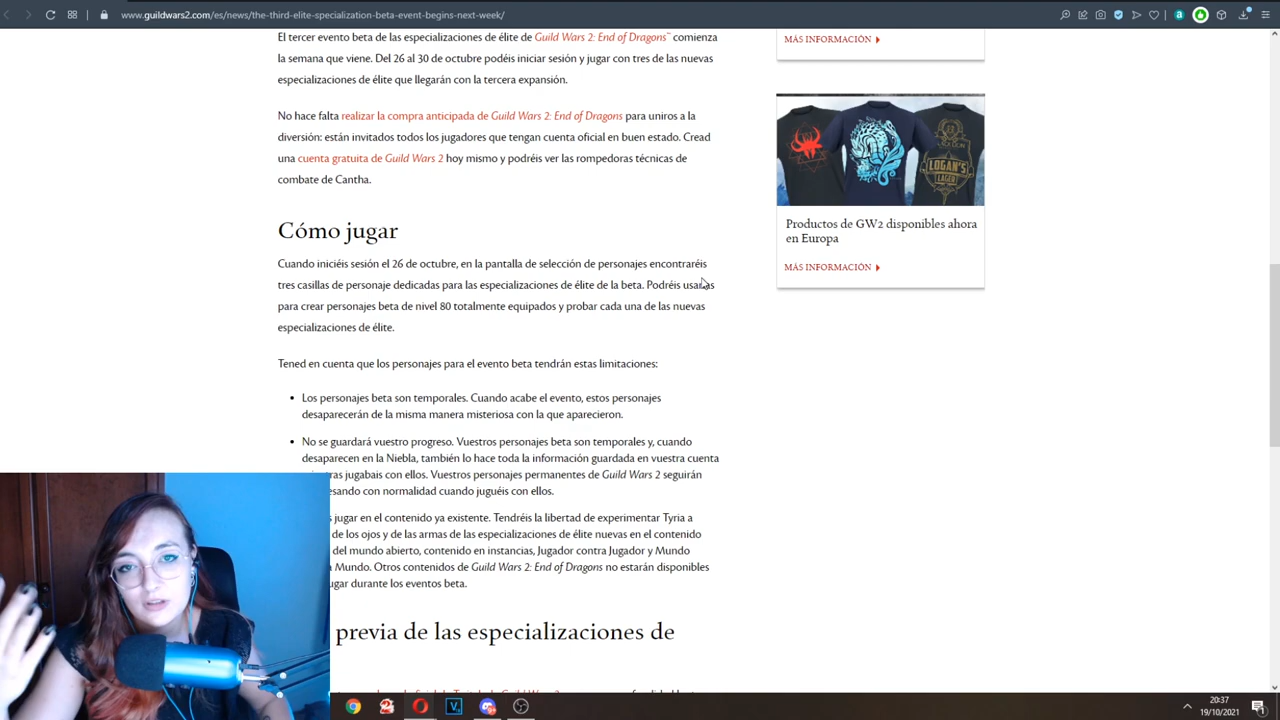 www.guildwars2.com/es/news/the-third-elite-specialization-beta-event-begins-next-week/
El tercer evento beta de las especializaciones de élite de Guild Wars 2: End of Dragons™ comienza
la semana que viene. Del 26 al 30 de octubre podéis iniciar sesión y jugar con tres de las nuevas
especializaciones de élite que llegarán con la tercera expansión.
No hace falta realizar la compra anticipada de Guild Wars 2: End of Dragons para uniros a la
diversión: están invitados todos los jugadores que tengan cuenta oficial en buen estado. Cread
una cuenta gratuita de Guild Wars 2 hoy mismo y podréis ver las rompedoras técnicas de
combate de Cantha.
Cómo jugar
Cuando iniciéis sesión el 26 de octubre, en la pantalla de selección de personajes encontraréis
tres casillas de personaje dedicadas para las especializaciones de élite de la beta. Podréis usarlas
para crear personajes beta de nivel 80 totalmente equipados y probar cada una de las nuevas
especializaciones de élite.
Tened en cuenta que los personajes para el evento beta tendrán estas limitaciones:
• Los personajes beta son temporales. Cuando acabe el evento, estos personajes
desaparecerán de la misma manera misteriosa con la que aparecieron.
• No se guardará vuestro progreso. Vuestros personajes beta son temporales y, cuando
desaparecen en la Niebla, también lo hace toda la información guardada en vuestra cuenta
jugabais con ellos. Vuestros personajes permanentes de Guild Wars 2 seguirán
esando con normalidad cuando juguéis con ellos.
jugar en el contenido ya existente. Tendréis la libertad de experimentar Tyria a
de los ojos y de las armas de las especializaciones de élite nuevas en el contenido
del mundo abierto, contenido en instancias, Jugador contra Jugador y Mundo
Mundo. Otros contenidos de Guild Wars 2: End of Dragons no estarán disponibles
ugar durante los eventos beta.
previa de las especializaciones de
MÁS INFORMACIÓN
LOGAN'S
LAGER
Productos de GW2 disponibles ahora
en Europa
MÁS INFORMACIÓN
20:37
19/10/2021